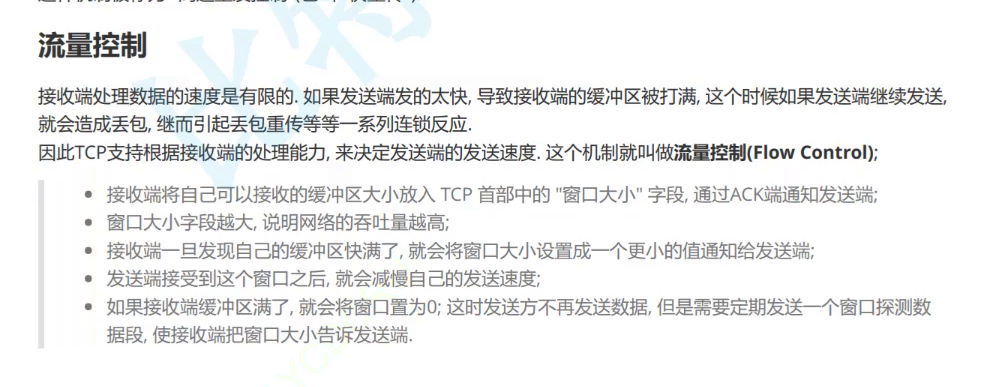 流量控制
接收端处理数据的速度是有限的. 如果发送端发的太快, 导致接收端的缓冲区被打满, 这个时候如果发送端继续发送,
就会造成丢包, 继而引起丢包重传等等一系列连锁反应.
因此TCP支持根据接收端的处理能力, 来决定发送端的发送速度. 这个机制就叫做流量控制(Flow Control);
• 接收端将自己可以接收的缓冲区大小放入 TCP 首部中的 "窗口大小" 字段, 通过ACK端通知发送端;
• 窗口大小字段越大, 说明网络的吞吐量越高;
• 接收端一旦发现自己的缓冲区快满了, 就会将窗口大小设置成一个更小的值通知给发送端;
• 发送端接受到这个窗口之后, 就会减慢自己的发送速度;
• 如果接收端缓冲区满了, 就会将窗口置为0; 这时发送方不再发送数据, 但是需要定期发送一个窗口探测数
据段, 使接收端把窗口大小告诉发送端.
比特